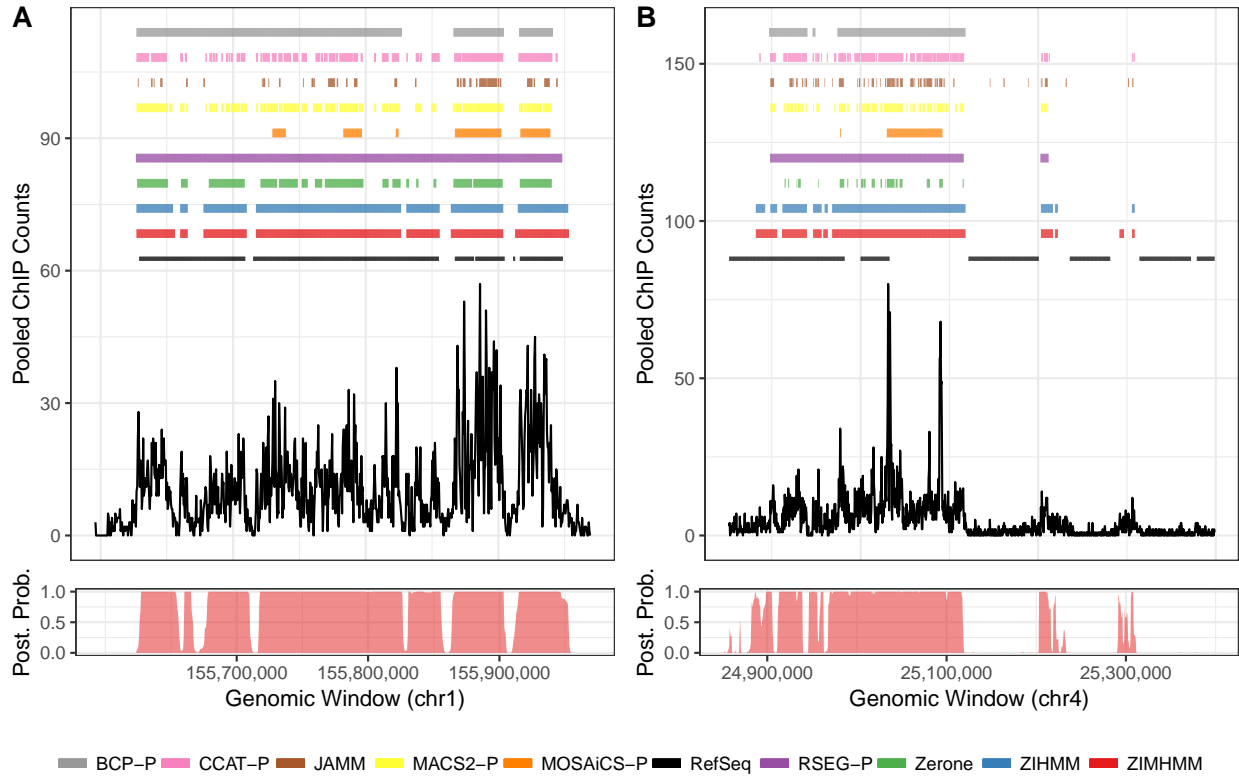 A
B
Pooled ChIP Counts
90
60
30
0
Pooled ChIP Counts
150
100
50
0
Post. Prob.
1.0
0.5
0.0
155,700,000
155,800,000
155,900,000
Genomic Window (chr1)
Post. Prob.
1.0
0.5
0.0
24,900,000
25,100,000
25,300,000
Genomic Window (chr4)
BCP−P CCAT−P JAMM MACS2−P MOSAiCS−P RefSeq RSEG−P Zerone ZIHMM ZIMHMM